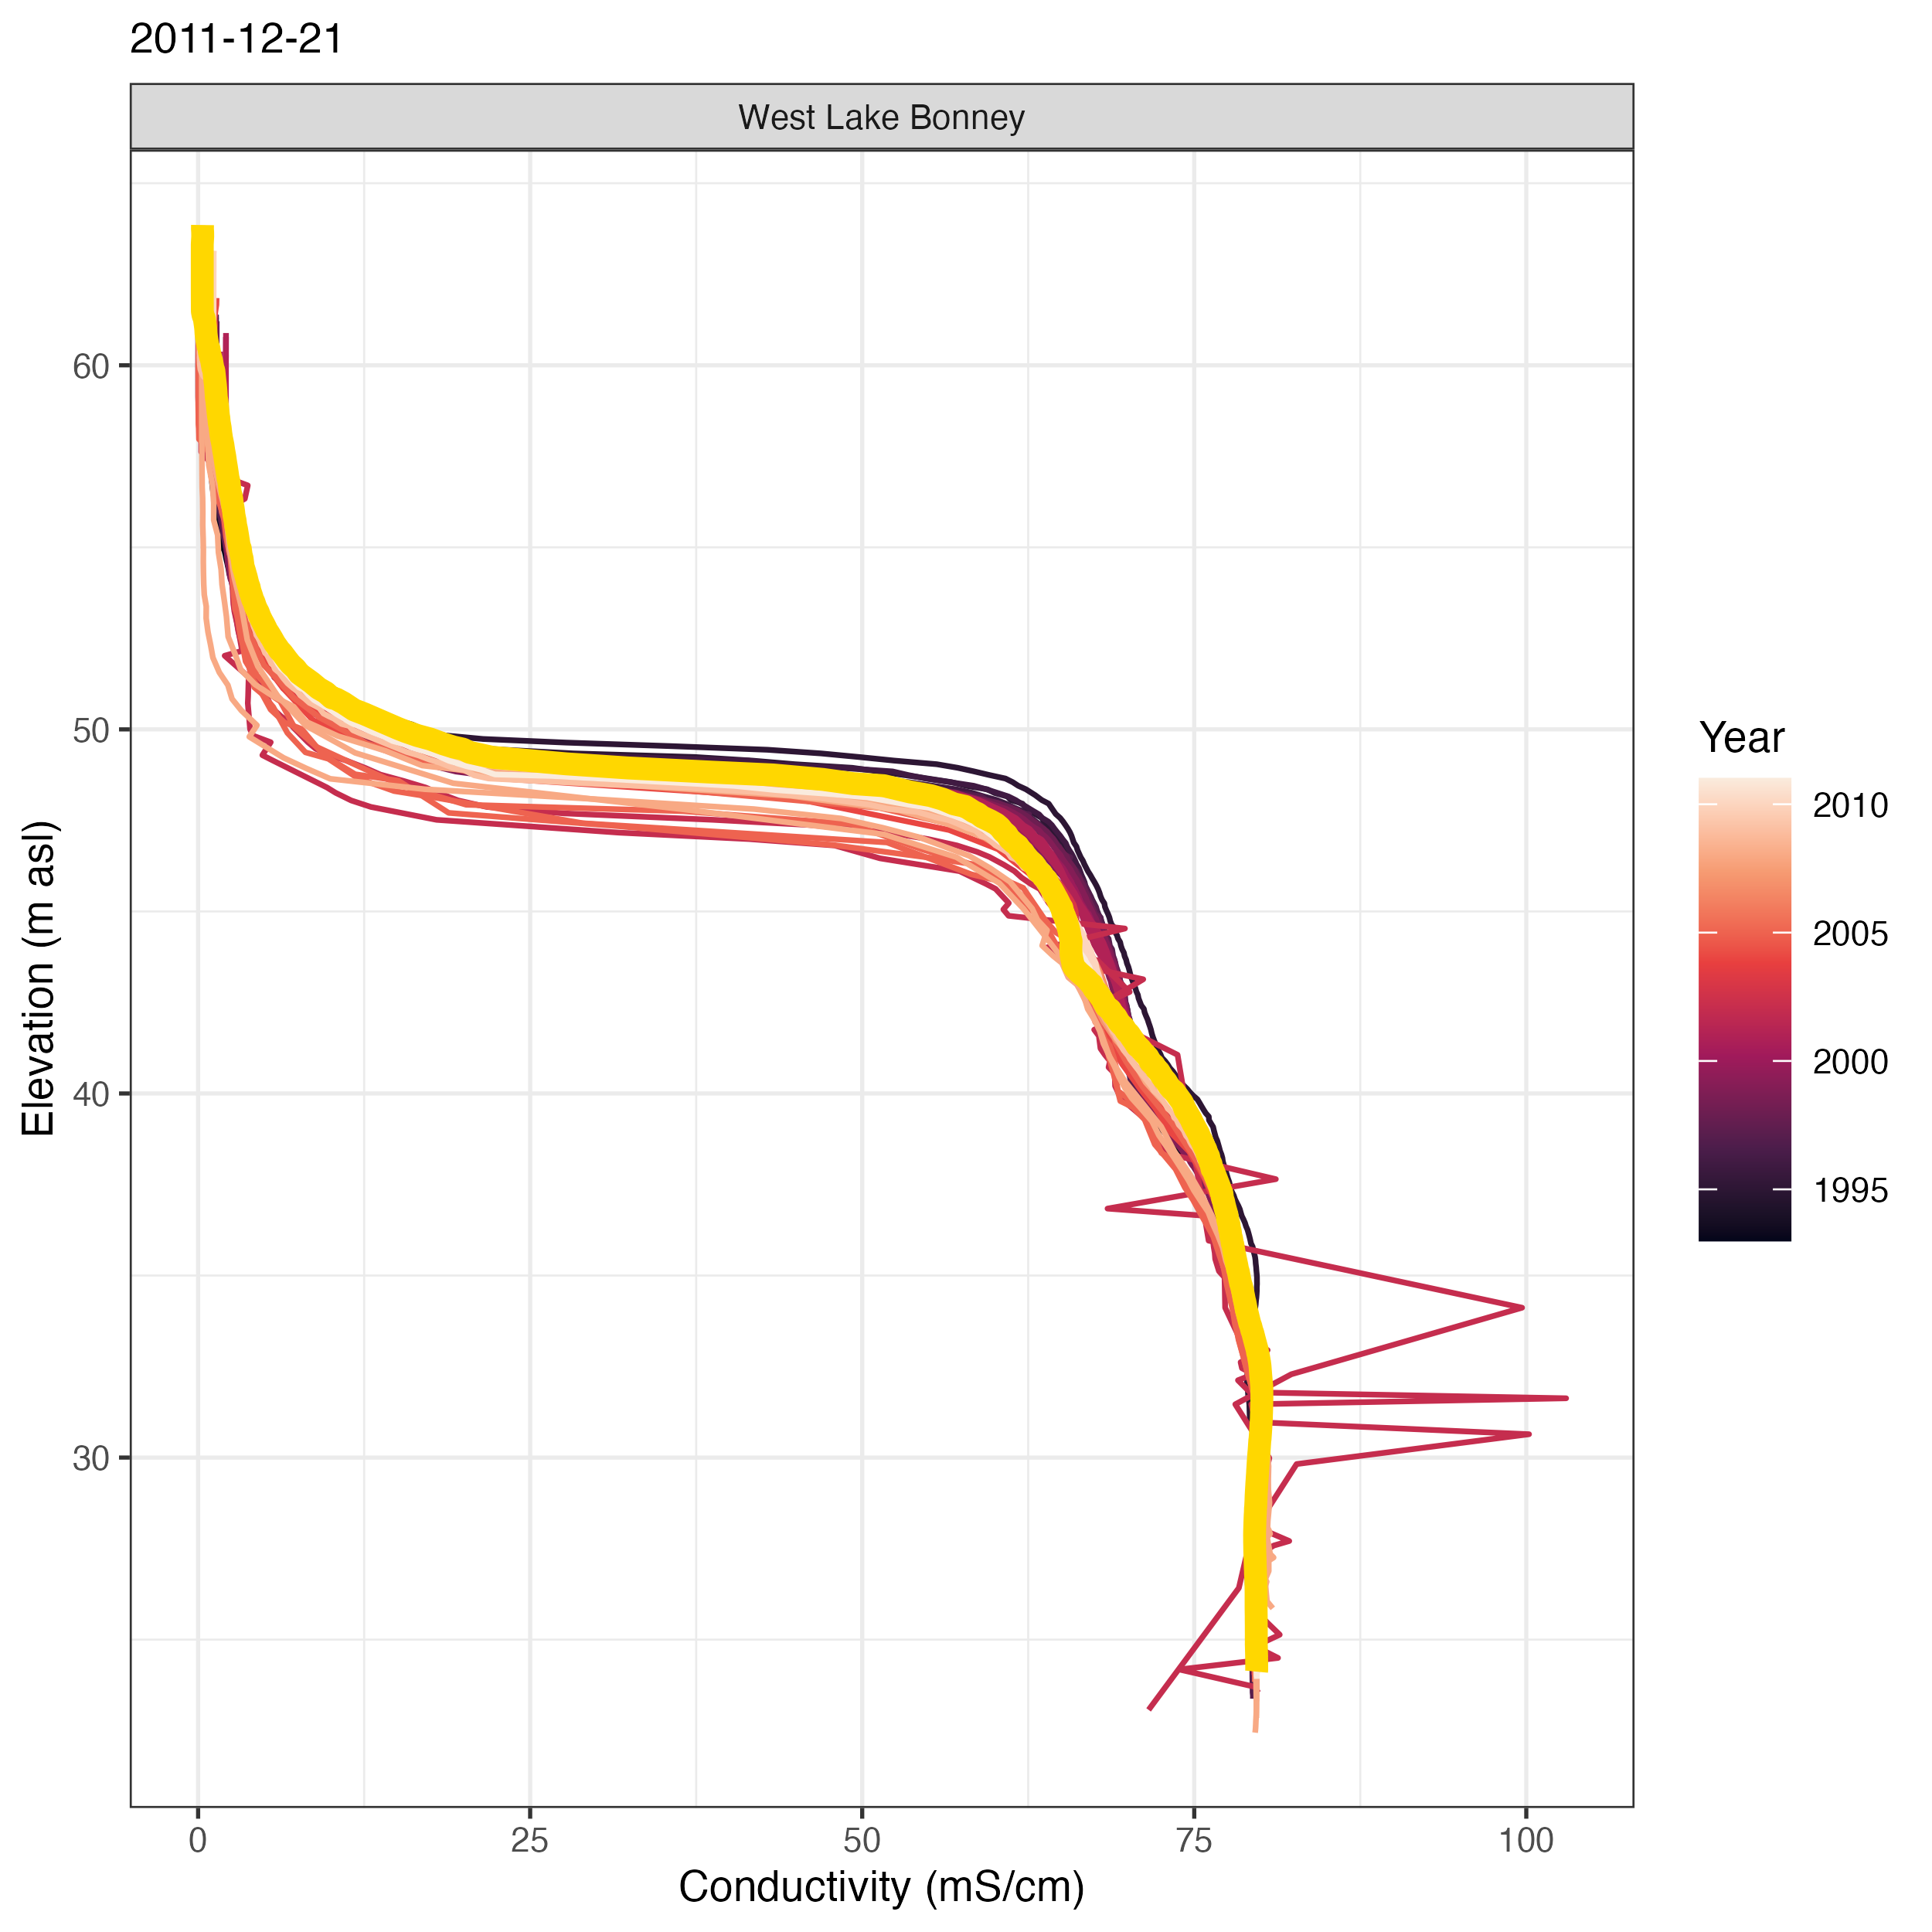 2011-12-21
West Lake Bonney
60
50
40
30
Elevation (m asl)
0 25 50 75 100
Conductivity (mS/cm)
Year
2010
2005
2000
1995